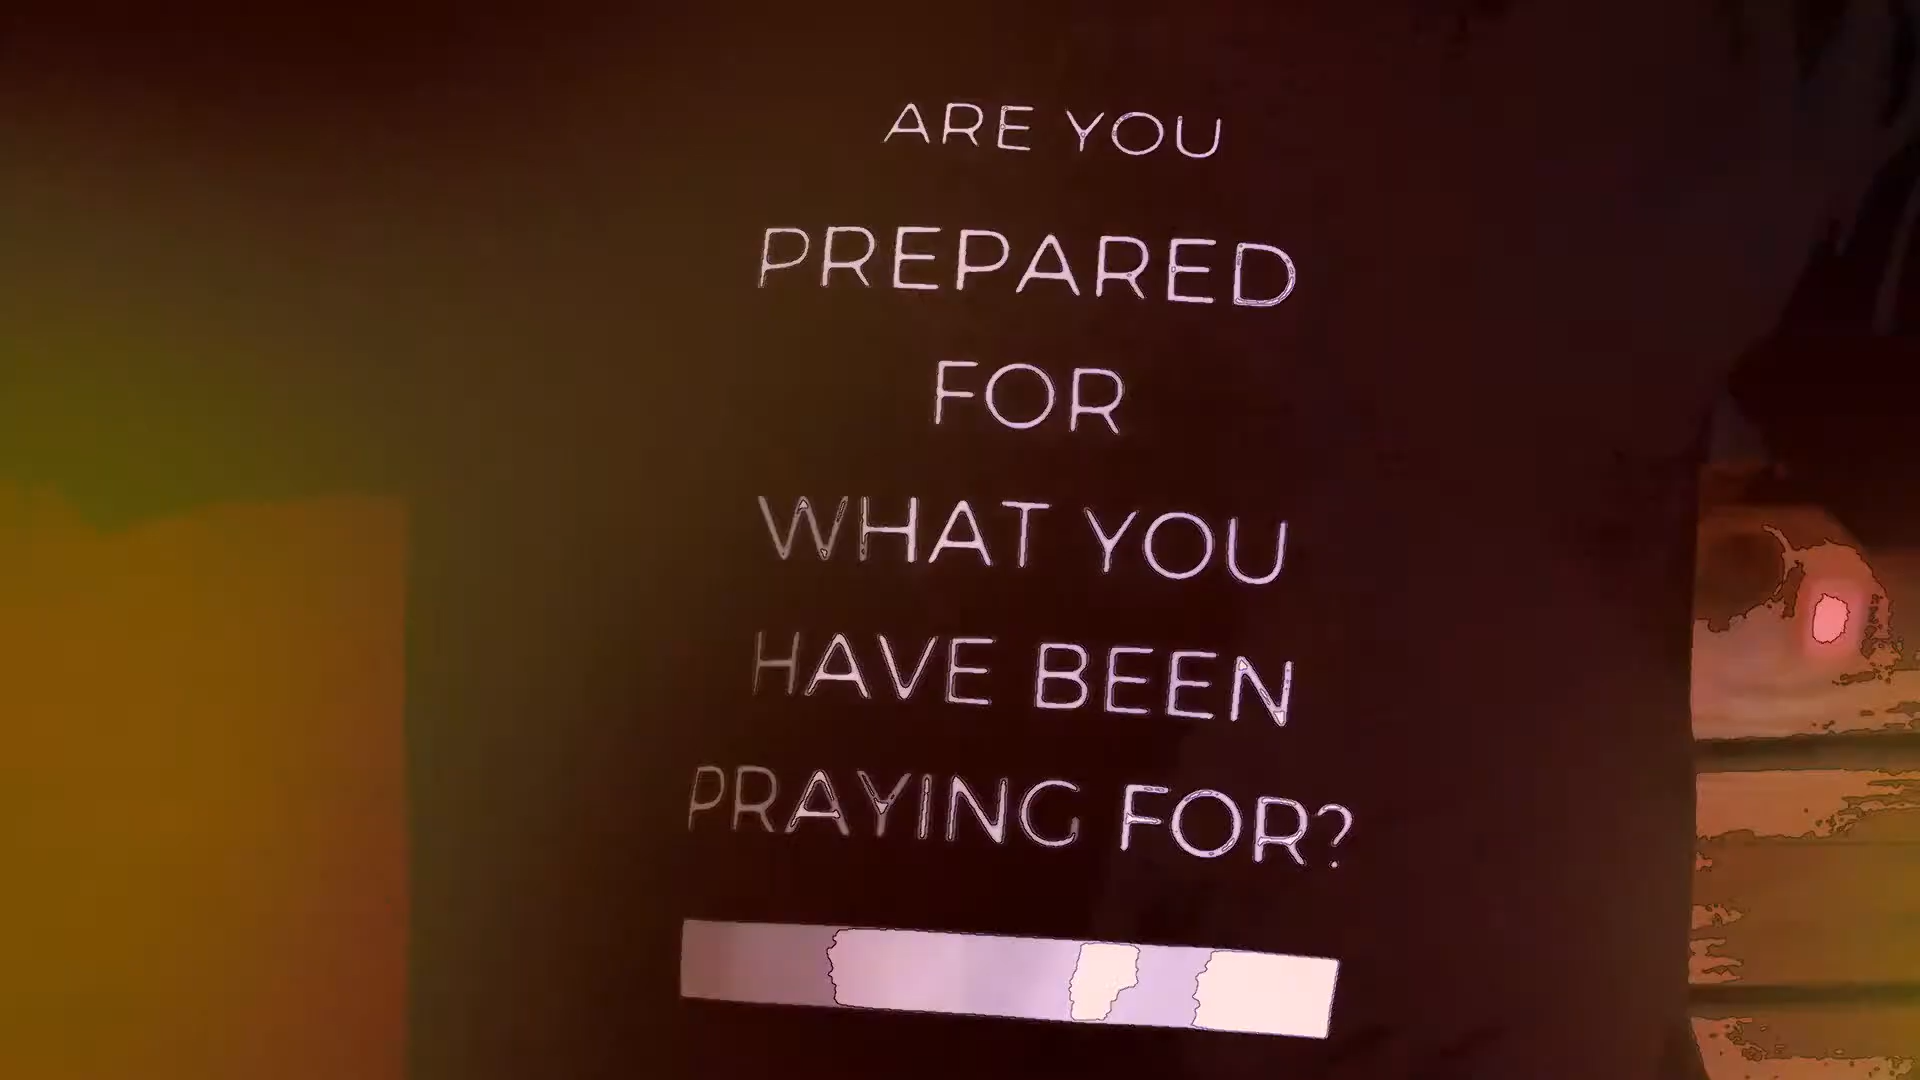 ARE YOU
PREPARED
FOR
WHAT YOU
HAVE BEEN
PRAYING FOR?